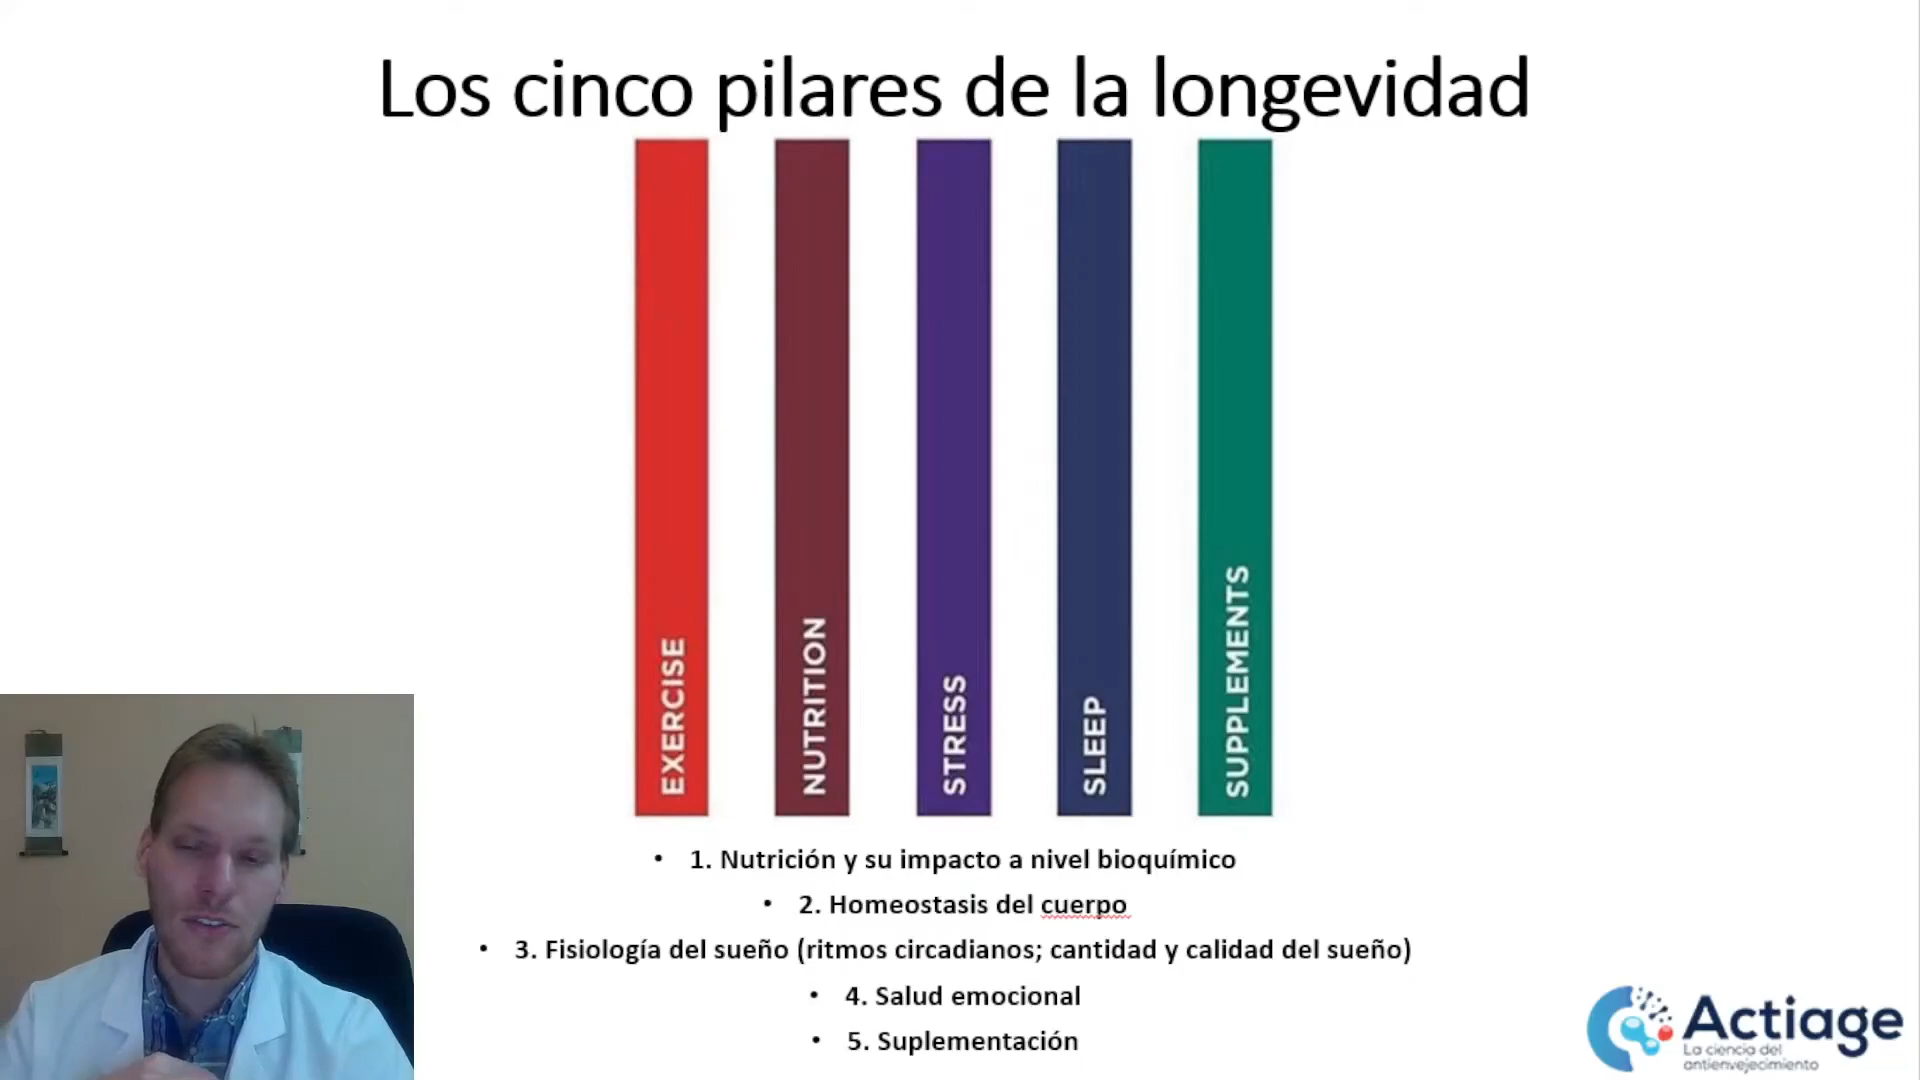 Los cinco pilares de la longevidad
EXERCISE
NUTRITION
STRESS
SLEEP
SUPPLEMENTS
• 1. Nutrición y su impacto a nivel bioquímico
• 2. Homeostasis del cuerpo
• 3. Fisiología del sueño (ritmos circadianos; cantidad y calidad del sueño)
• 4. Salud emocional
• 5. Suplementación
Actiage
La ciencia del
antienvejecimiento